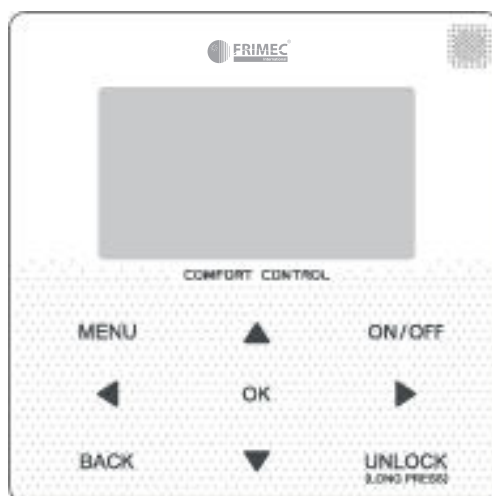 FRIMEC
COMFORT CONTROL
MENU
ON/OFF
OK
BACK
UNLOCK
(LONG PRESS)